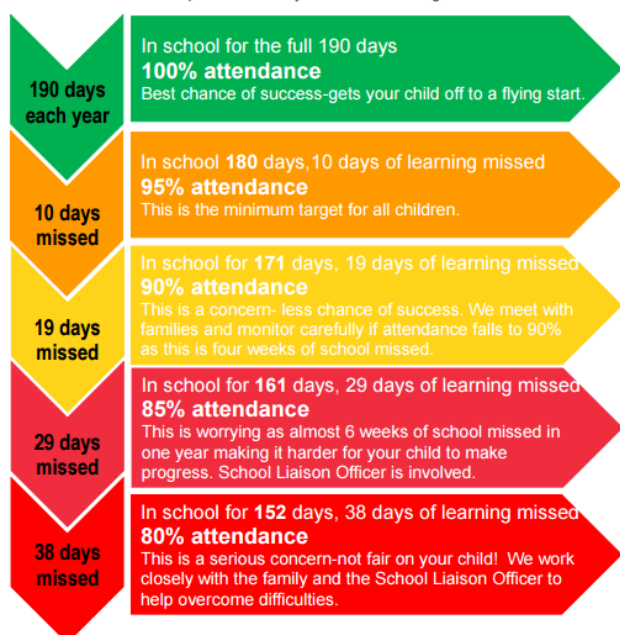 In school for the full 190 days
100% attendance
Best chance of success-gets your child off to a flying start.
190 days
each year
In school 180 days,10 days of learning missed
95% attendance
This is the minimum target for all children.
10 days
missed
In school for 171 days, 19 days of learning missed
90% attendance
This is a concern- less chance of success. We meet with
families and monitor carefully if attendance falls to 90%
as this is four weeks of school missed.
19 days
missed
In school for 161 days, 29 days of learning missed
85% attendance
This is worrying as almost 6 weeks of school missed in
one year making it harder for your child to make
progress. School Liaison Officer is involved.
29 days
missed
In school for 152 days, 38 days of learning missed
80% attendance
This is a serious concern-not fair on your child! We work
closely with the family and the School Liaison Officer to
help overcome difficulties.
38 days
missed